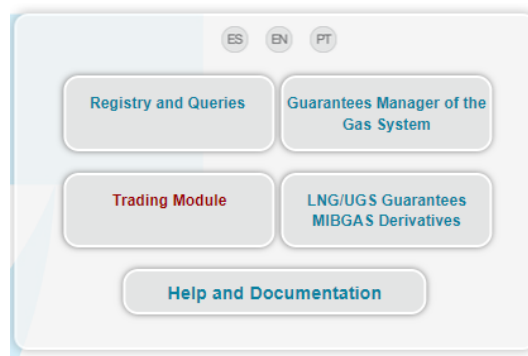 ES EN PT
Registry and Queries
Guarantees Manager of the
Gas System
Trading Module
LNG/UGS Guarantees
MIBGAS Derivatives
Help and Documentation